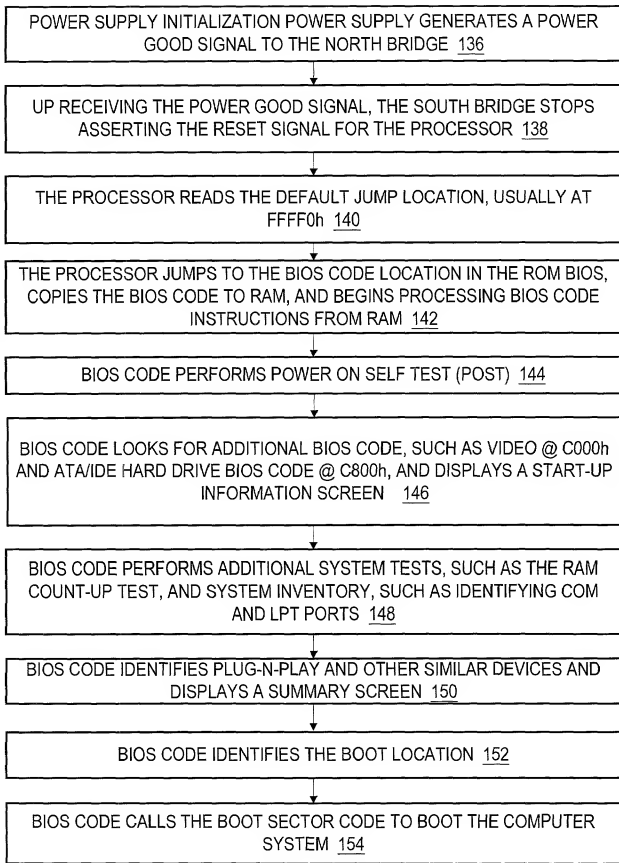 POWER SUPPLY INITIALIZATION POWER SUPPLY GENERATES A POWER
GOOD SIGNAL TO THE NORTH BRIDGE 136
UP RECEIVING THE POWER GOOD SIGNAL, THE SOUTH BRIDGE STOPS
ASSERTING THE RESET SIGNAL FOR THE PROCESSOR 138
THE PROCESSOR READS THE DEFAULT JUMP LOCATION, USUALLY AT
FFFF0h 140
THE PROCESSOR JUMPS TO THE BIOS CODE LOCATION IN THE ROM BIOS,
COPIES THE BIOS CODE TO RAM, AND BEGINS PROCESSING BIOS CODE
INSTRUCTIONS FROM RAM 142
BIOS CODE PERFORMS POWER ON SELF TEST (POST) 144
BIOS CODE LOOKS FOR ADDITIONAL BIOS CODE, SUCH AS VIDEO @ C000h
AND ATA/IDE HARD DRIVE BIOS CODE @ C800h, AND DISPLAYS A START-UP
INFORMATION SCREEN 146
BIOS CODE PERFORMS ADDITIONAL SYSTEM TESTS, SUCH AS THE RAM
COUNT-UP TEST, AND SYSTEM INVENTORY, SUCH AS IDENTIFYING COM
AND LPT PORTS 148
BIOS CODE IDENTIFIES PLUG-N-PLAY AND OTHER SIMILAR DEVICES AND
DISPLAYS A SUMMARY SCREEN 150
BIOS CODE IDENTIFIES THE BOOT LOCATION 152
BIOS CODE CALLS THE BOOT SECTOR CODE TO BOOT THE COMPUTER
SYSTEM 154